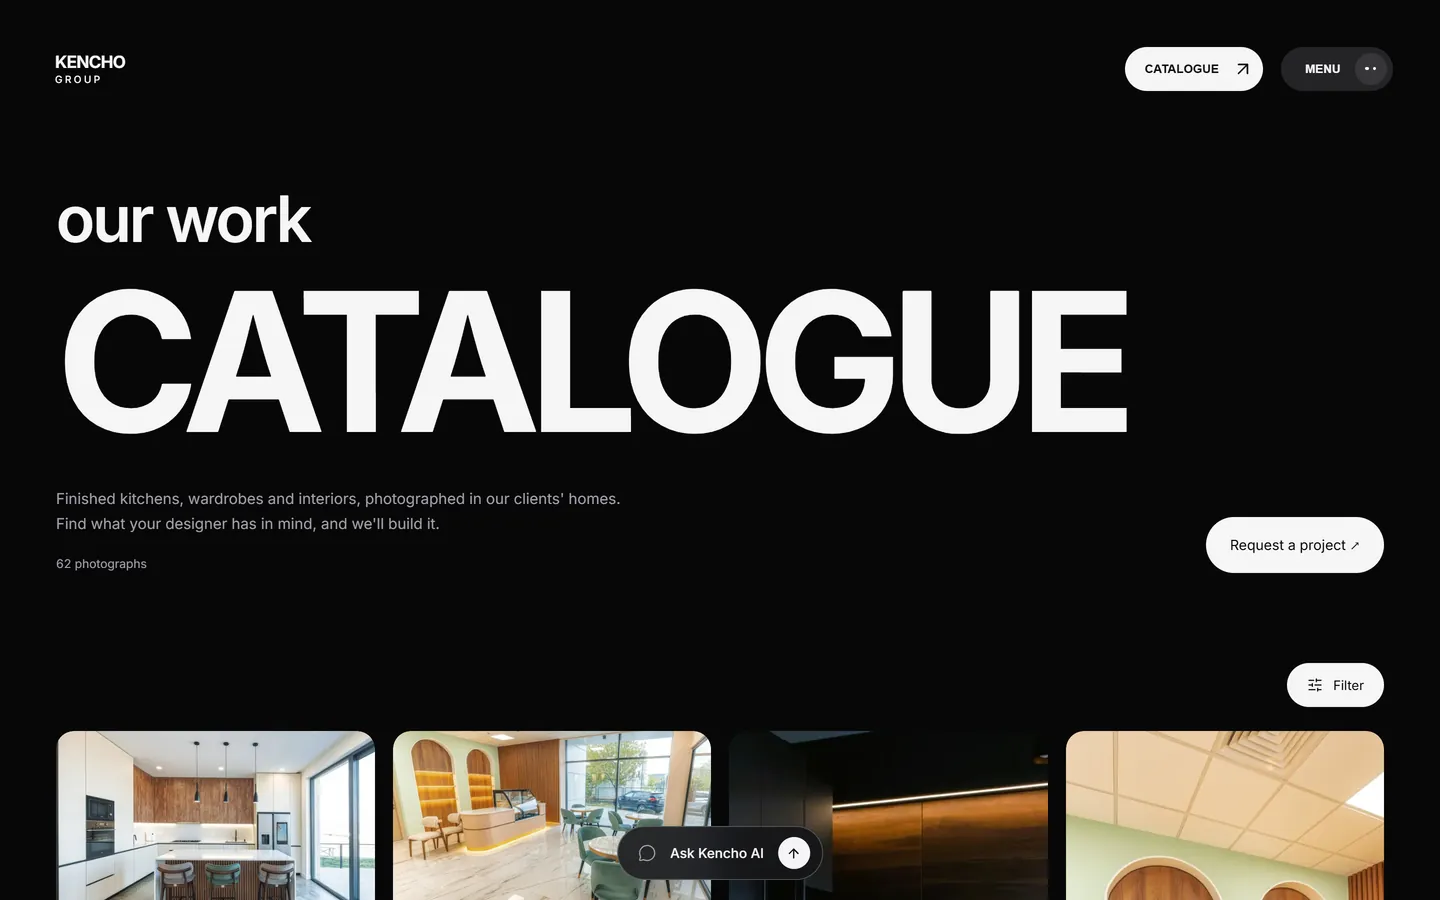 KENCHO
GROUP
CATALOGUE
MENU
our work
CATALOGUE
Finished kitchens, wardrobes and interiors, photographed in our clients' homes.
Find what your designer has in mind, and we'll build it.
62 photographs
Request a project ↗
Filter
Ask Kencho AI